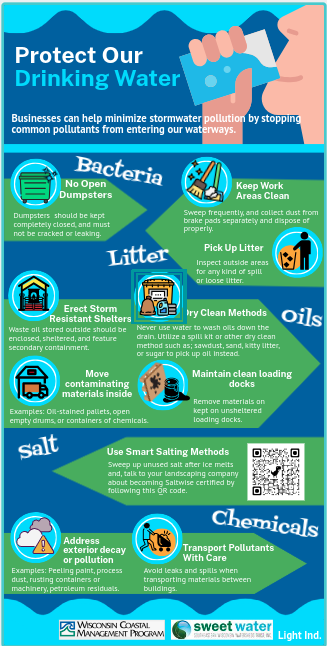 Protect Our
Drinking Water
Businesses can help minimize stormwater pollution by stopping
common pollutants from entering our waterways.
Bacteria
No Open
Dumpsters
Dumpsters should be kept
completely closed, and must
not be cracked or leaking.
Keep Work
Areas Clean
Sweep frequently, and collect dust from
brake pads separately and dispose of
properly.
Litter
Pick Up Litter
Inspect outside areas
for any kind of spill
or loose litter.
Oils
Erect Storm
Resistant Shelters
Waste oil stored outside should be
enclosed, sheltered, and feature
secondary containment.
Dry Clean Methods
Never use water to wash oils down the
drain. Utilize a spill kit or other dry clean
method such as; sawdust, sand, kitty litter,
or sugar to pick up oil instead.
Move
contaminating
materials inside
Examples: Oil-stained pallets, open
empty drums, or containers of chemicals.
Maintain clean loading
docks
Remove materials on
kept on unsheltered
loading docks.
Salt
Use Smart Salting Methods
Sweep up unused salt after ice melts
and, talk to your landscaping company
about becoming Saltwise certified by
following this QR code.
Chemicals
Address
exterior decay
or pollution
Examples: Peeling paint, process
dust, rusting containers or
machinery, petroleum residuals.
Transport Pollutants
With Care
Avoid leaks and spills when
transporting materials between
buildings.
Wisconsin Coastal
Management Program
sweet water
Light Ind.